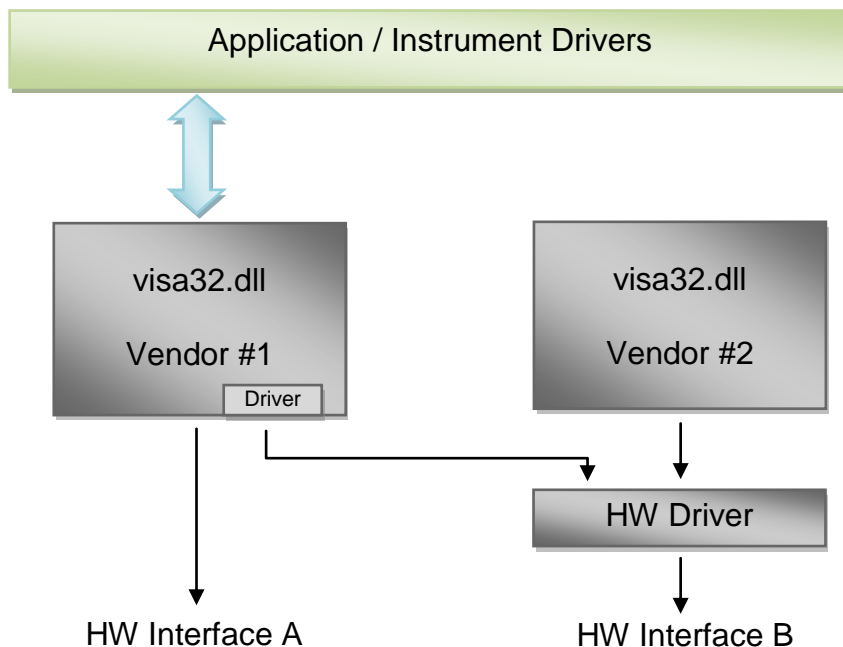 Application / Instrument Drivers
visa32.dll
Vendor #1
Driver
visa32.dll
Vendor #2
HW Driver
HW Interface A
HW Interface B